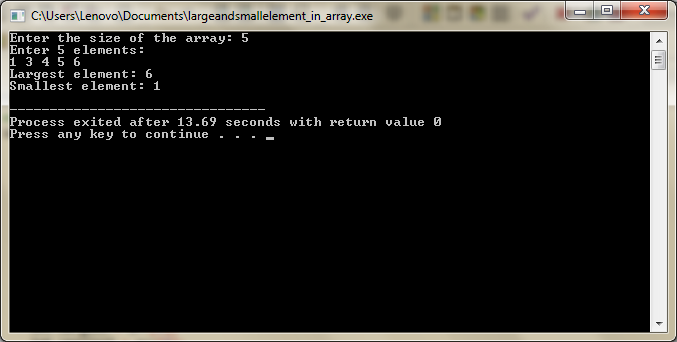 C:\Users\Lenovo\Documents\largeandsmallelement_in_array.exe
Enter the size of the array: 5
Enter 5 elements:
1 3 4 5 6
Largest element: 6
Smallest element: 1
--------------------------------
Process exited after 13.69 seconds with return value 0
Press any key to continue . . . _